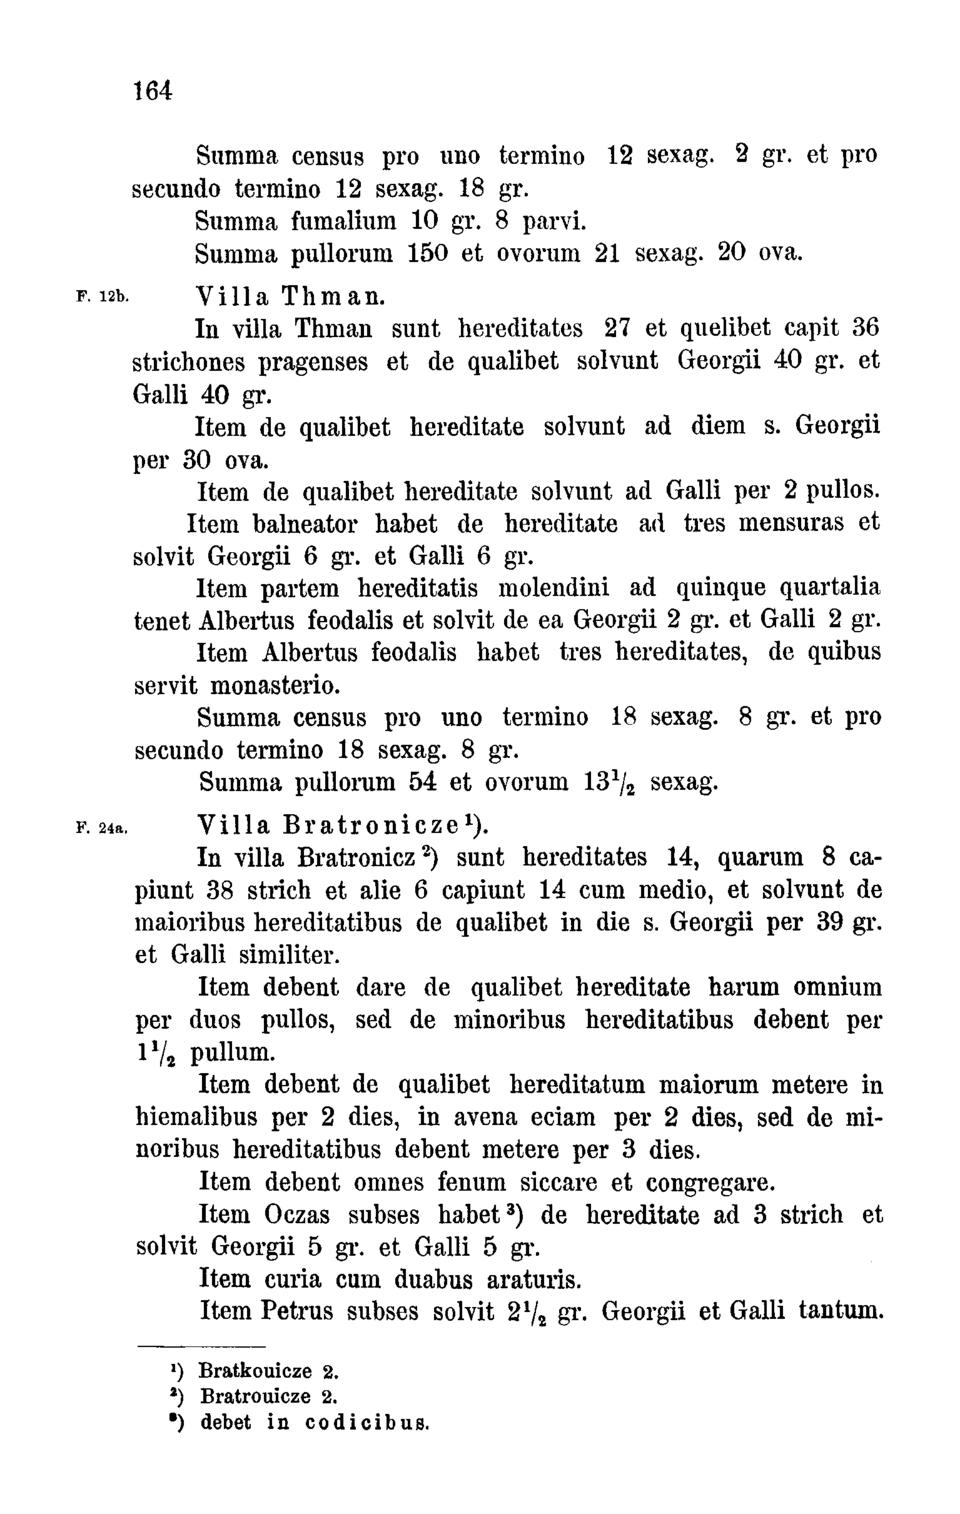 164
Summa census pro uno termino 12 sexag. 2 gr. et pro
secundo termino 12 sexag. 18 gr.
Summa fumalium 10 gr. 8 parvi.
Summa pullorum 150 et ovorum 21 sexag. 20 ova.
F. 12b. Villa Thman.
In villa Thman sunt hereditates 27 et quelibet capit 36
strichones pragenses et de qualibet solvunt Georgii 40 gr. et
Galli 40 gr.
Item de qualibet hereditate solvunt ad diem s. Georgii
per 30 ova.
Item de qualibet hereditate solvunt ad Galli per 2 pullos.
Item balneator habet de hereditate ad tres mensuras et
solvit Georgii 6 gr. et Galli 6 gr.
Item partem hereditatis molendini ad quinque quartalia
tenet Albertus feodalis et solvit de ea Georgii 2 gr. et Galli 2 gr.
Item Albertus feodalis habet tres hereditates, de quibus
servit monasterio.
Summa census pro uno termino 18 sexag. 8 gr. et pro
secundo termino 18 sexag. 8 gr.
Summa pullorum 54 et ovorum 13½ sexag.
F. 24a. Villa Bratronicze ¹).
In villa Bratronicz ²) sunt hereditates 14, quarum 8 ca-
piunt 38 strich et alie 6 capiunt 14 cum medio, et solvunt de
maioribus hereditatibus de qualibet in die s. Georgii per 39 gr.
et Galli similiter.
Item debent dare de qualibet hereditate harum omnium
per duos pullos, sed de minoribus hereditatibus debent per
1½ pullum.
Item debent de qualibet hereditatum maiorum metere in
hiemalibus per 2 dies, in avena eciam per 2 dies, sed de mi-
noribus hereditatibus debent metere per 3 dies.
Item debent omnes fenum siccare et congregare.
Item Oczas subses habet ³) de hereditate ad 3 strich et
solvit Georgii 5 gr. et Galli 5 gr.
Item curia cum duabus araturis.
Item Petrus subses solvit 2½ gr. Georgii et Galli tantum.
¹) Bratkouicze 2.
²) Bratrouicze 2.
³) debet in codicibus.